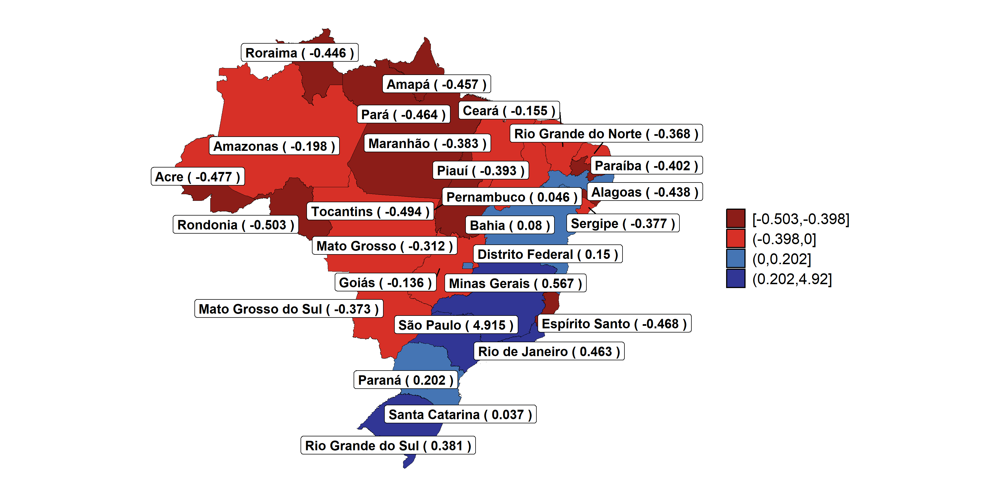 Roraima ( -0.446 )
Amapá ( -0.457 )
Pará ( -0.464 )
Ceará ( -0.155 )
Rio Grande do Norte ( -0.368 )
Amazonas ( -0.198 )
Maranhão ( -0.383 )
Paraíba ( -0.402 )
Piauí ( -0.393 )
Acre ( -0.477 )
Alagoas ( -0.438 )
Pernambuco ( 0.046 )
Tocantins ( -0.494 )
Rondonia ( -0.503 )
Bahia ( 0.08 )
Sergipe ( -0.377 )
Mato Grosso ( -0.312 )
Distrito Federal ( 0.15 )
Goiás ( -0.136 )
Minas Gerais ( 0.567 )
Mato Grosso do Sul ( -0.373 )
São Paulo ( 4.915 )
Espírito Santo ( -0.468 )
Rio de Janeiro ( 0.463 )
Paraná ( 0.202 )
Santa Catarina ( 0.037 )
Rio Grande do Sul ( 0.381 )
[-0.503,-0.398]
(-0.398,0]
(0,0.202]
(0.202,4.92]